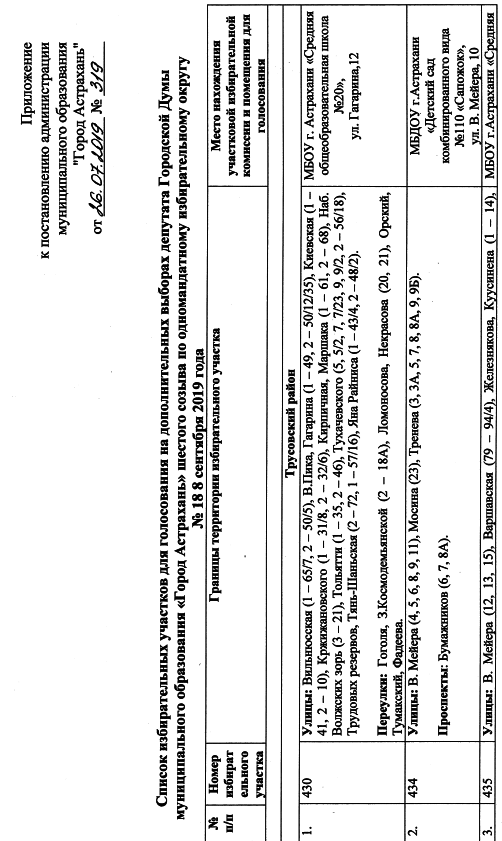 Приложение
к постановлению администрации
муниципального образования
"Город Астрахань"
от 26.07.2019 № 319
Список избирательных участков для голосования на дополнительных выборах депутата Городской Думы
муниципального образования «Город Астрахань» шестого созыва по одномандатному избирательному округу
№ 18 8 сентября 2019 года
№
п/п
Номер
избират
ельного
участка
Границы территории избирательного участка
Место нахождения
участковой избирательной
комиссии и помещения для
голосования
Трусовский район
1.
430
Улицы: Вильнюсская (1 – 65/7, 2 – 50/5), В.Пика, Гагарина (1 – 49, 2 – 50/12/35), Киевская (1 –
41, 2 – 10), Кржижановского (1 – 31/8, 2 – 32/6), Кирпичная, Маршака (1 – 61, 2 – 68), Наб.
Волжских зорь (3 – 21), Тольятти (1 – 35, 2 – 46), Тухачевского (5, 5/2, 7, 7/23, 9, 9/2, 2 – 56/18),
Трудовых резервов, Тянь-Шаньская (2 – 72, 1 – 57/16), Яна Райниса (1 – 43/4, 2 – 48/2).
Переулки: Гоголя, З.Космодемьянской (2 – 18А), Ломоносова, Некрасова (20, 21), Орский,
Тумакский, Фадеева.
МБОУ г. Астрахани «Средняя
общеобразовательная школа
№20»,
ул. Гагарина,12
2.
434
Улицы: В. Мейера (4, 5, 6, 8, 9, 11), Мосина (23), Тренева (3, 3А, 5, 7, 8, 8А, 9, 9Б).
Проспекты: Бумажников (6, 7, 8А).
МБДОУ г.Астрахани
«Детский сад
комбинированного вида
№110 «Сапожок»,
ул. В. Мейера, 10
3.
435
Улицы: В. Мейера (12, 13, 15), Варшавская (79 – 94/4), Железнякова, Куусинена (1 – 14),
МБОУ г.Астрахани «Средняя